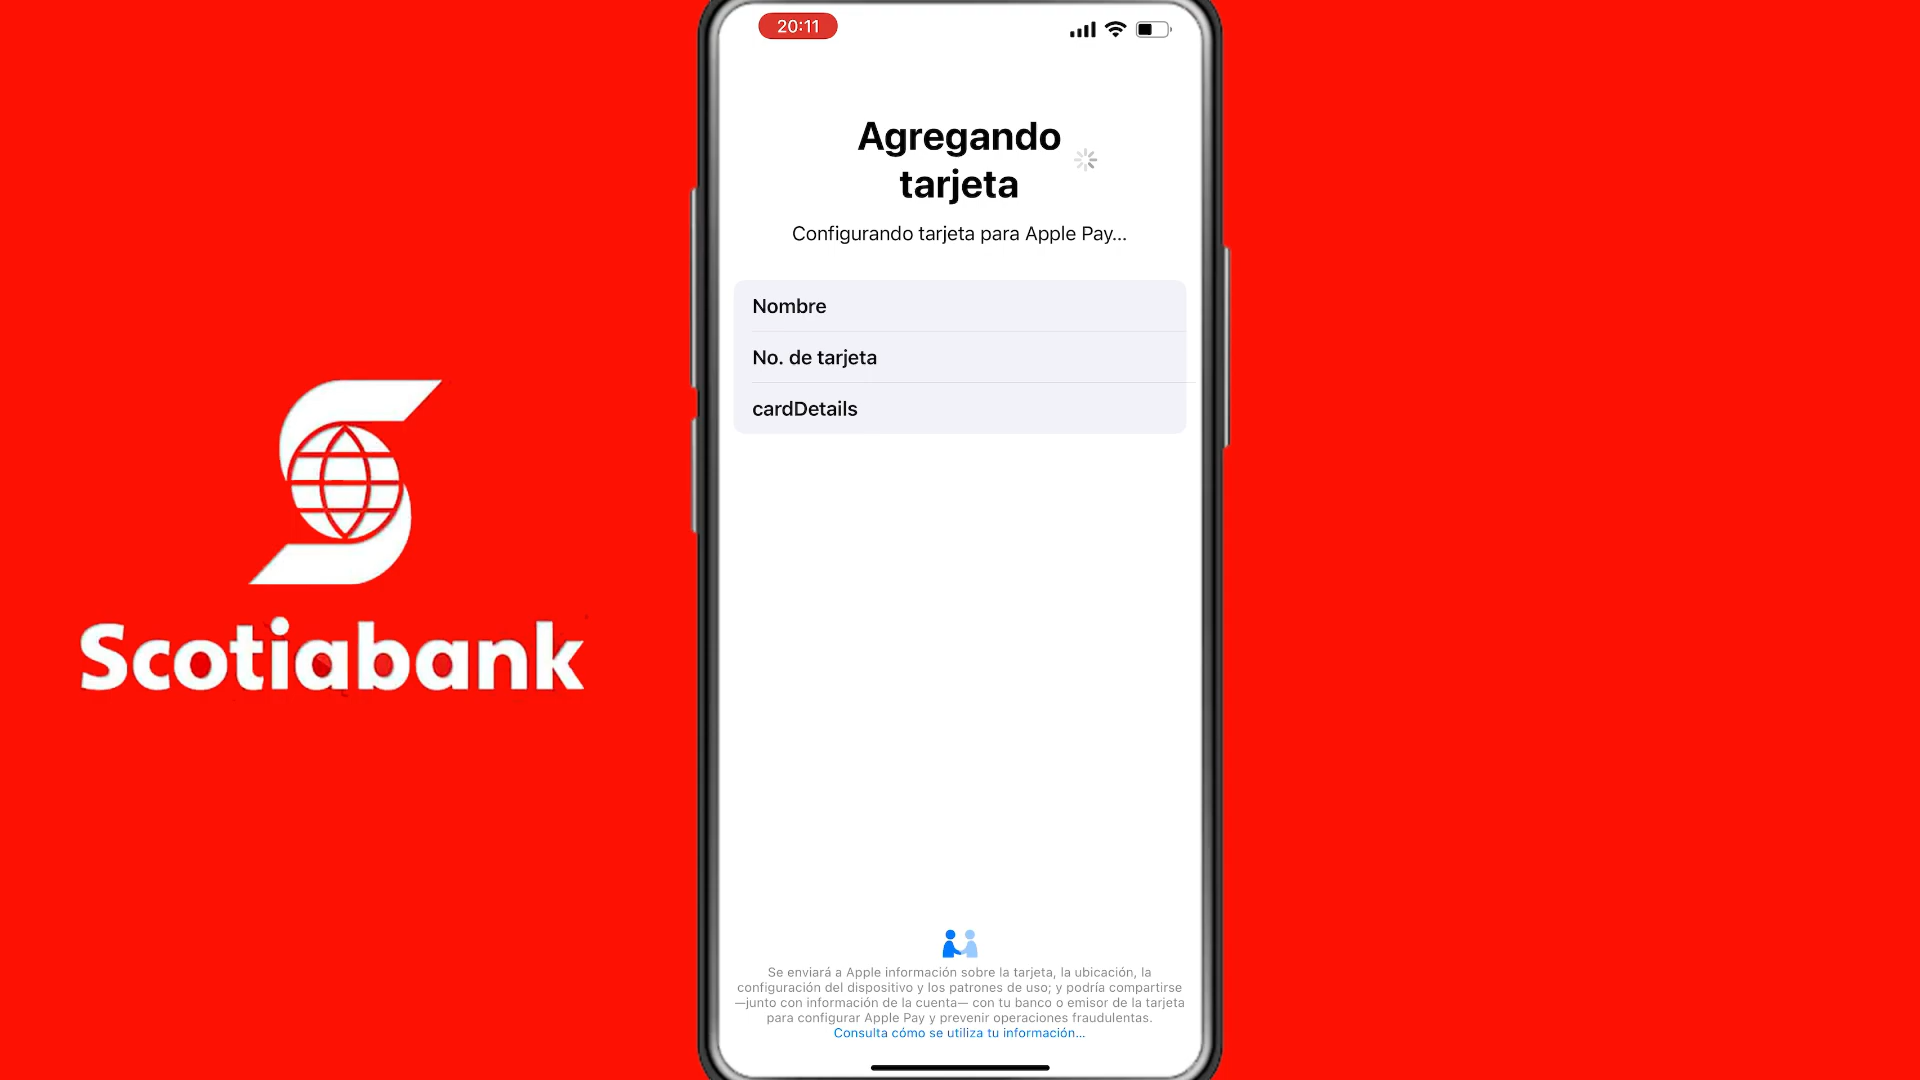 20:11
Agregando
tarjeta
Configurando tarjeta para Apple Pay...
Nombre
No. de tarjeta
cardDetails
Scotiabank
Se enviará a Apple información sobre la tarjeta, la ubicación, la
configuración del dispositivo y los patrones de uso; y podría compartirse
—junto con información de la cuenta— con tu banco o emisor de la tarjeta
para configurar Apple Pay y prevenir operaciones fraudulentas.
Consulta cómo se utiliza tu información...